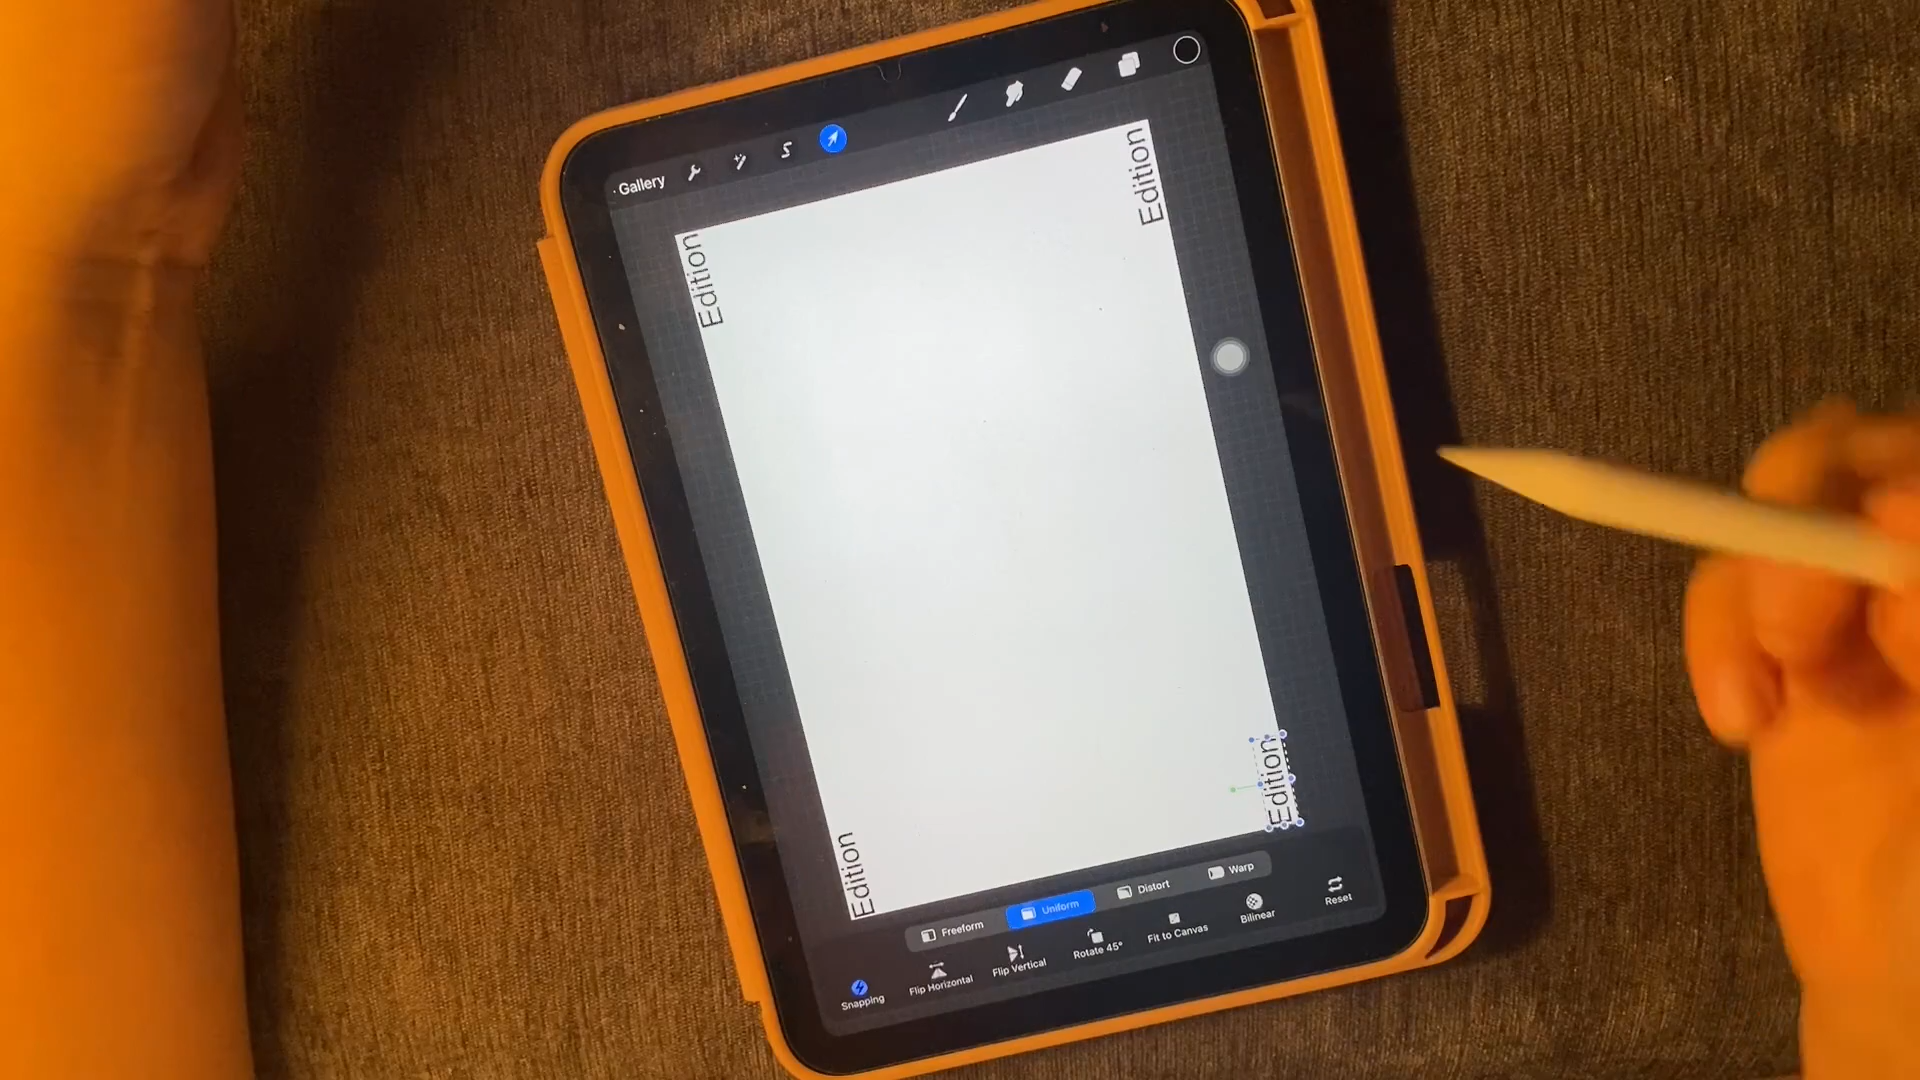 Gallery
Edition
Edition
Edition
Edition
Freeform
Uniform
Distort
Warp
Snapping
Flip Horizontal
Flip Vertical
Rotate 45°
Fit to Canvas
Bilinear
Reset